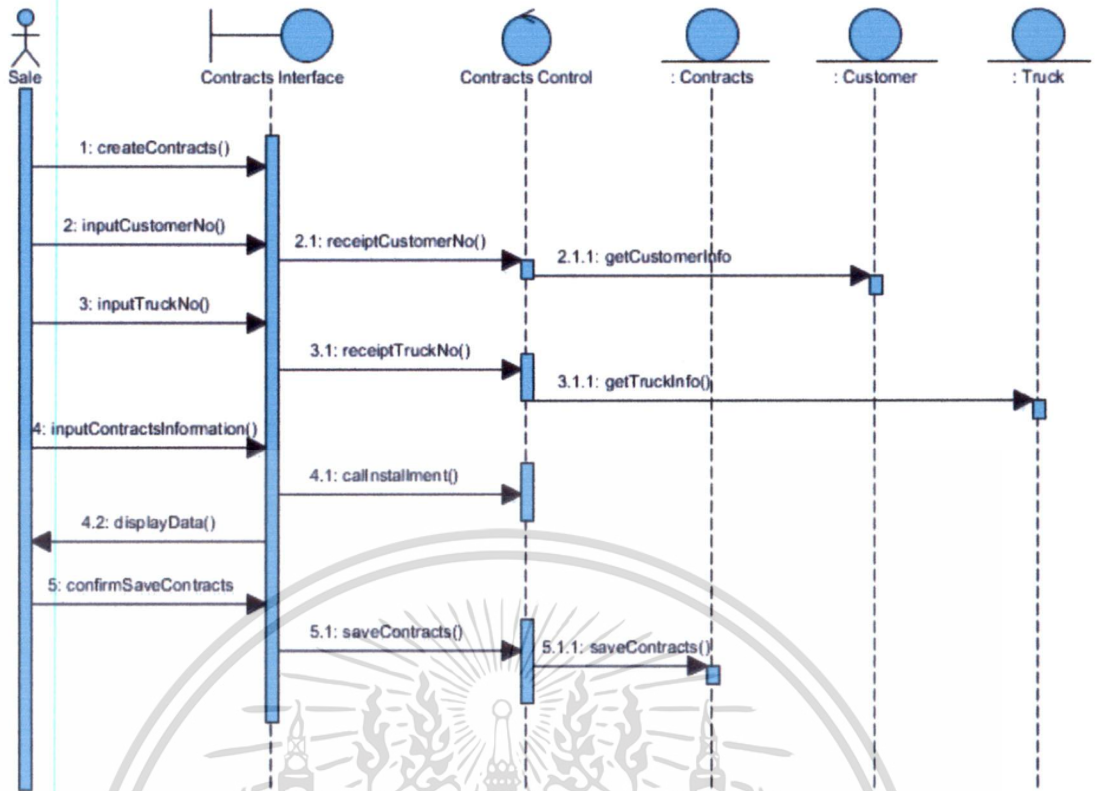 Sale
Contracts Interface
Contracts Control
: Contracts
: Customer
: Truck
1: createContracts()
2: inputCustomerNo()
2.1: receiptCustomerNo()
2.1.1: getCustomerInfo
3: inputTruckNo()
3.1: receiptTruckNo()
3.1.1: getTruckInfo()
4: inputContractsInformation()
4.1: calInstallment()
4.2: displayData()
5: confirmSaveContracts
5.1: saveContracts()
5.1.1: saveContracts()